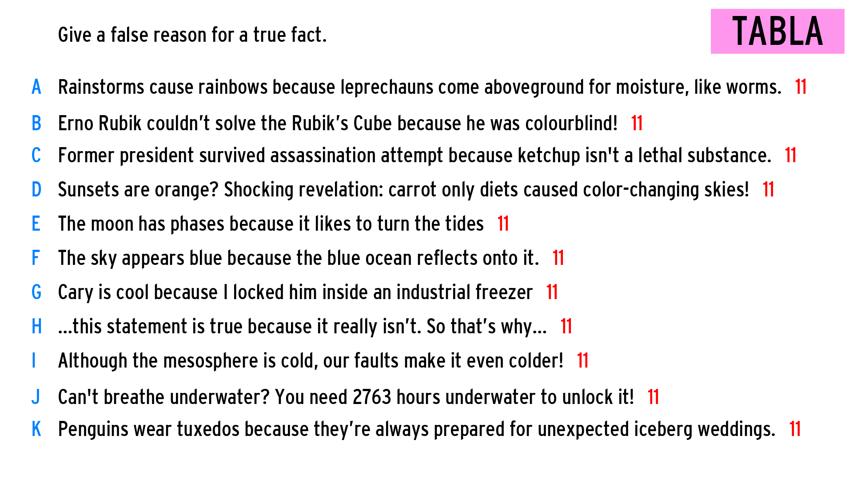 Give a false reason for a true fact.
TABLA
A Rainstorms cause rainbows because leprechauns come aboveground for moisture, like worms. 11
B Erno Rubik couldn’t solve the Rubik’s Cube because he was colourblind! 11
C Former president survived assassination attempt because ketchup isn't a lethal substance. 11
D Sunsets are orange? Shocking revelation: carrot only diets caused color-changing skies! 11
E The moon has phases because it likes to turn the tides 11
F The sky appears blue because the blue ocean reflects onto it. 11
G Cary is cool because I locked him inside an industrial freezer 11
H ...this statement is true because it really isn’t. So that’s why... 11
I Although the mesosphere is cold, our faults make it even colder! 11
J Can't breathe underwater? You need 2763 hours underwater to unlock it! 11
K Penguins wear tuxedos because they’re always prepared for unexpected iceberg weddings. 11